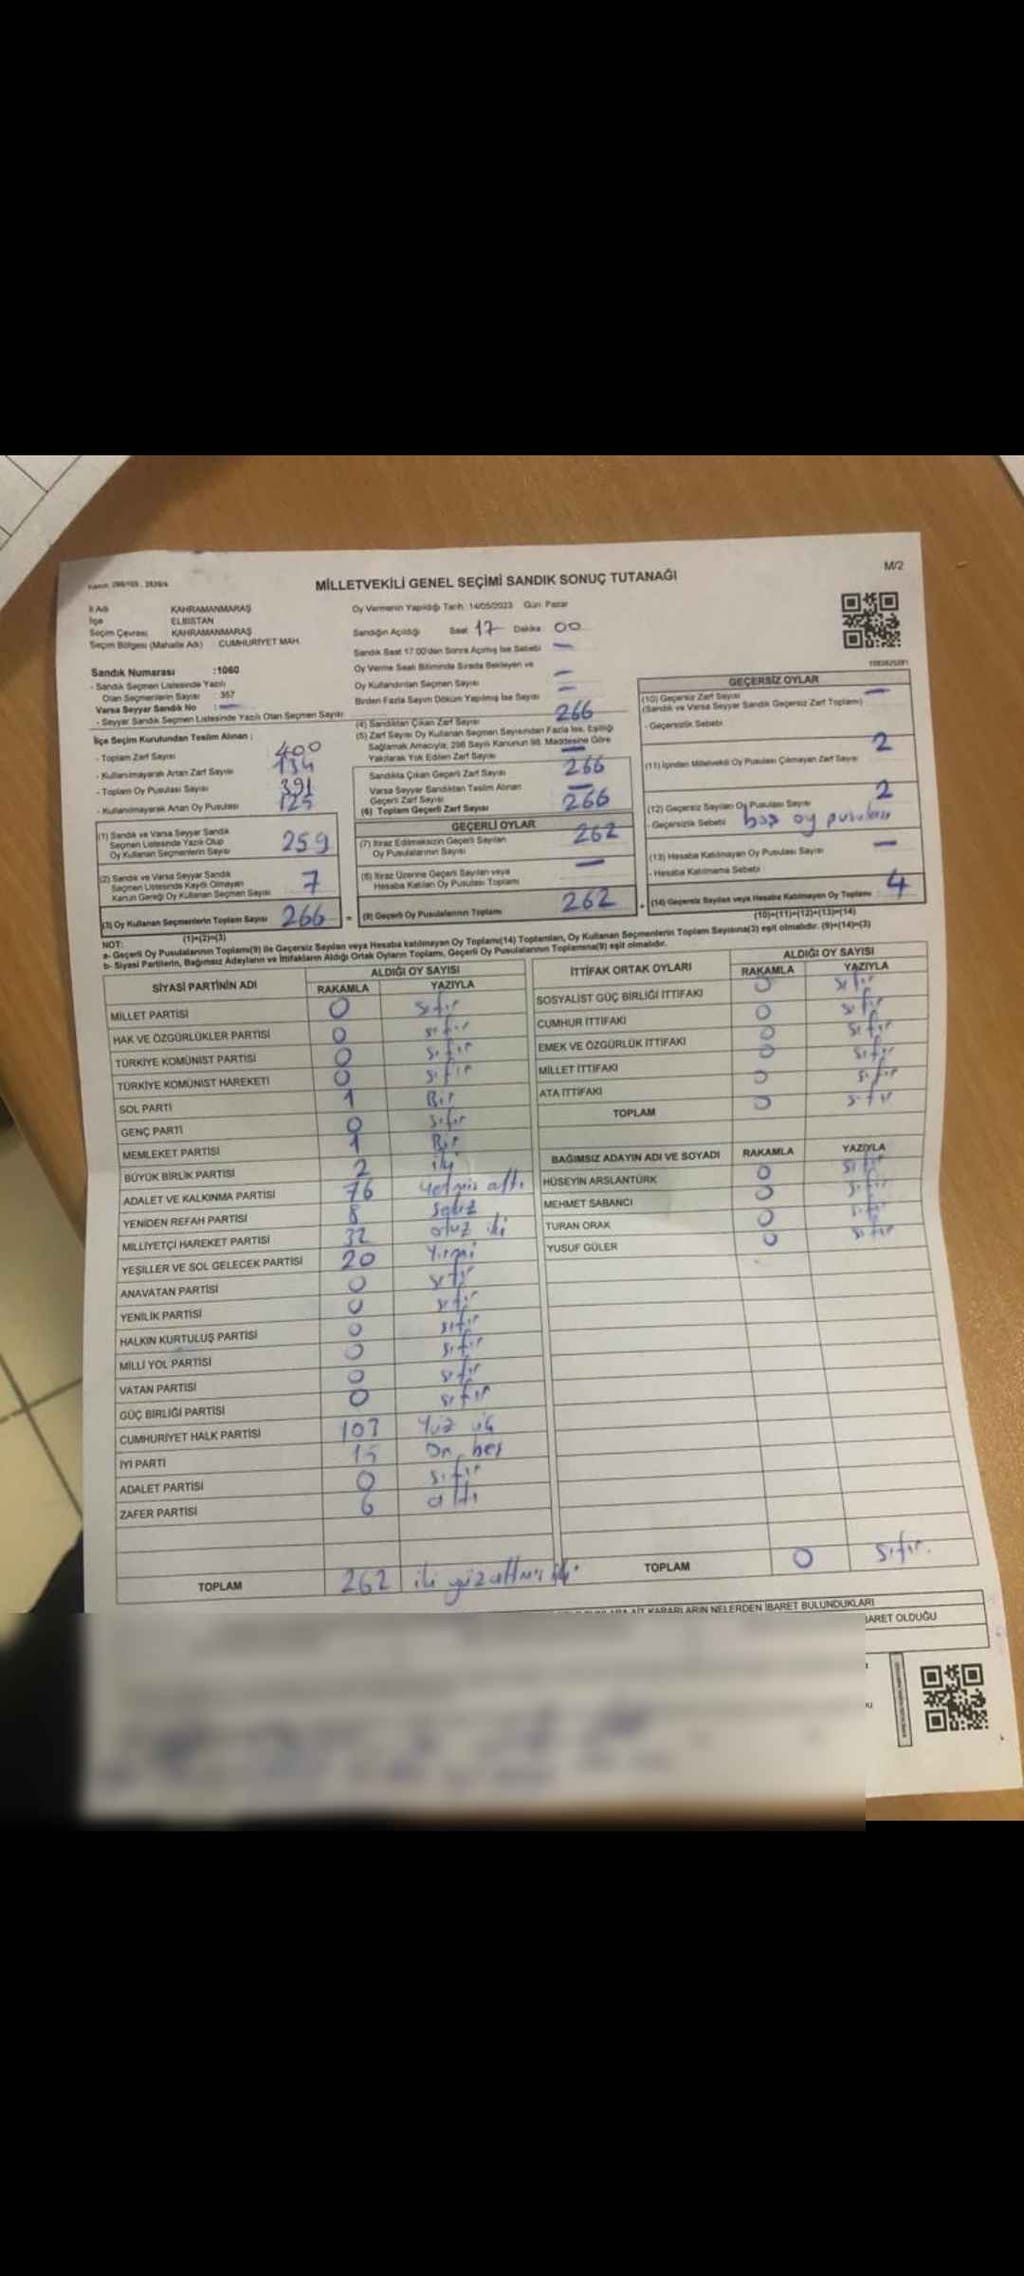 M/2
MİLLETVEKİLİ GENEL SEÇİMİ SANDIK SONUÇ TUTANAĞI
İl Adı KAHRAMANMARAŞ
İlçe ELBİSTAN
Seçim Çevresi KAHRAMANMARAŞ
Seçim Bölgesi (Mahalle Adı) CUMHURİYET MAH.
Oy Vermenin Yapıldığı Tarih: 14/05/2023 Gün: Pazar
Sandığın Açıldığı Saat 17 Dakika 00
Sandık Saat 17.00'den Sonra Açılmış İse Sebebi —
Oy Verme Saati Bitiminde Sırada Bekleyen ve
Oy Kullandırılan Seçmen Sayısı —
Birden Fazla Sayım Döküm Yapılmış İse Sayısı —
Sandık Numarası :1060
- Sandık Seçmen Listesinde Yazılı
Olan Seçmenlerin Sayısı : 357
Varsa Seyyar Sandık No : —
- Seyyar Sandık Seçmen Listesinde Yazılı Olan Seçmen Sayısı
İlçe Seçim Kurulundan Teslim Alınan :
- Toplam Zarf Sayısı 400
- Kullanılmayarak Artan Zarf Sayısı 134
- Toplam Oy Pusulası Sayısı 391
- Kullanılmayarak Artan Oy Pusulası 125
(1) Sandık ve Varsa Seyyar Sandık
Seçmen Listesinde Yazılı Olup
Oy Kullanan Seçmenlerin Sayısı 259
(2) Sandık ve Varsa Seyyar Sandık
Seçmen Listesinde Kayıtlı Olmayan
Kanun Gereği Oy Kullanan Seçmen Sayısı 7
(3) Oy Kullanan Seçmenlerin Toplam Sayısı 266 =
(1)+(2)=(3)
(4) Sandıktan Çıkan Zarf Sayısı 266
(5) Zarf Sayısı Oy Kullanan Seçmen Sayısından Fazla İse, Eşitliği
Sağlamak Amacıyla, 298 Sayılı Kanunun 98. Maddesine Göre
Yakılarak Yok Edilen Zarf Sayısı —
Sandıkta Çıkan Geçerli Zarf Sayısı 266
Varsa Seyyar Sandıktan Teslim Alınan
Geçerli Zarf Sayısı —
(6) Toplam Geçerli Zarf Sayısı 266
GEÇERLİ OYLAR
(7) İtiraz Edilmeksizin Geçerli Sayılan
Oy Pusulalarının Sayısı 262
(8) İtiraz Üzerine Geçerli Sayılan veya
Hesaba Katılan Oy Pusulası Toplamı —
(9) Geçerli Oy Pusulalarının Toplamı 262 +
GEÇERSİZ OYLAR
(10) Geçersiz Zarf Sayısı —
(Sandık ve Varsa Seyyar Sandık Geçersiz Zarf Toplamı)
- Geçersizlik Sebebi
(11) İçinden Milletvekili Oy Pusulası Çıkmayan Zarf Sayısı 2
(12) Geçersiz Sayılan Oy Pusulası Sayısı 2
- Geçersizlik Sebebi boş oy pusulası
(13) Hesaba Katılmayan Oy Pusulası Sayısı —
- Hesaba Katılmama Sebebi
(14) Geçersiz Sayılan veya Hesaba Katılmayan Oy Toplamı 4
(10)+(11)+(12)+(13)=(14)
NOT:
a- Geçerli Oy Pusulalarının Toplamı(9) ile Geçersiz Sayılan veya Hesaba katılmayan Oy Toplamı(14) Toplamları, Oy Kullanan Seçmenlerin Toplam Sayısına(3) eşit olmalıdır. (9)+(14)=(3)
b- Siyasi Partilerin, Bağımsız Adayların ve İttifakların Aldığı Ortak Oyların Toplamı, Geçerli Oy Pusulalarının Toplamına(9) eşit olmalıdır.
SİYASİ PARTİNİN ADI ALDIĞI OY SAYISI
RAKAMLA YAZIYLA
MİLLET PARTİSİ 0 sıfır
HAK VE ÖZGÜRLÜKLER PARTİSİ 0 sıfır
TÜRKİYE KOMÜNİST PARTİSİ 0 sıfır
TÜRKİYE KOMÜNİST HAREKETİ 0 sıfır
SOL PARTİ 1 Bir
GENÇ PARTİ 0 sıfır
MEMLEKET PARTİSİ 1 Bir
BÜYÜK BİRLİK PARTİSİ 2 iki
ADALET VE KALKINMA PARTİSİ 76 yetmiş altı
YENİDEN REFAH PARTİSİ 8 sekiz
MİLLİYETÇİ HAREKET PARTİSİ 32 otuz iki
YEŞİLLER VE SOL GELECEK PARTİSİ 20 Yirmi
ANAVATAN PARTİSİ 0 sıfır
YENİLİK PARTİSİ 0 sıfır
HALKIN KURTULUŞ PARTİSİ 0 sıfır
MİLLİ YOL PARTİSİ 0 sıfır
VATAN PARTİSİ 0 sıfır
GÜÇ BİRLİĞİ PARTİSİ 0 sıfır
CUMHURİYET HALK PARTİSİ 103 Yüz üç
İYİ PARTİ 15 On beş
ADALET PARTİSİ 0 sıfır
ZAFER PARTİSİ 6 altı
TOPLAM 262 iki yüz altmış iki
İTTİFAK ORTAK OYLARI ALDIĞI OY SAYISI
RAKAMLA YAZIYLA
SOSYALİST GÜÇ BİRLİĞİ İTTİFAKI 0 sıfır
CUMHUR İTTİFAKI 0 sıfır
EMEK VE ÖZGÜRLÜK İTTİFAKI 0 sıfır
MİLLET İTTİFAKI 0 sıfır
ATA İTTİFAKI 0 sıfır
TOPLAM 0 sıfır
BAĞIMSIZ ADAYIN ADI VE SOYADI RAKAMLA YAZIYLA
HÜSEYİN ARSLANTÜRK 0 sıfır
MEHMET SABANCI 0 sıfır
TURAN ORAK 0 sıfır
YUSUF GÜLER 0 sıfır
TOPLAM 0 sıfır.
KARARLARIN NELERDEN İBARET BULUNDUKLARI
BARET OLDUĞU